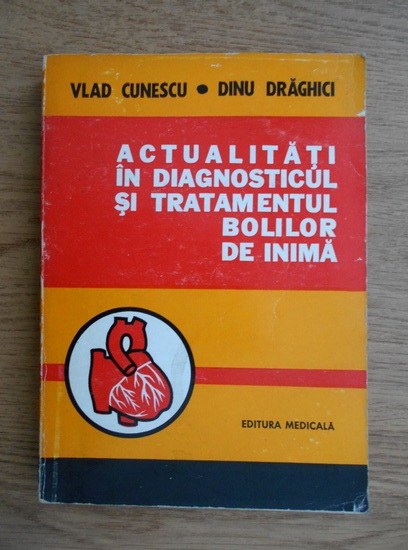 VLAD CUNESCU • DINU DRĂGHICI
ACTUALITĂȚI
ÎN DIAGNOSTICUL
ȘI TRATAMENTUL
BOLILOR
DE INIMĂ
EDITURA MEDICALĂ